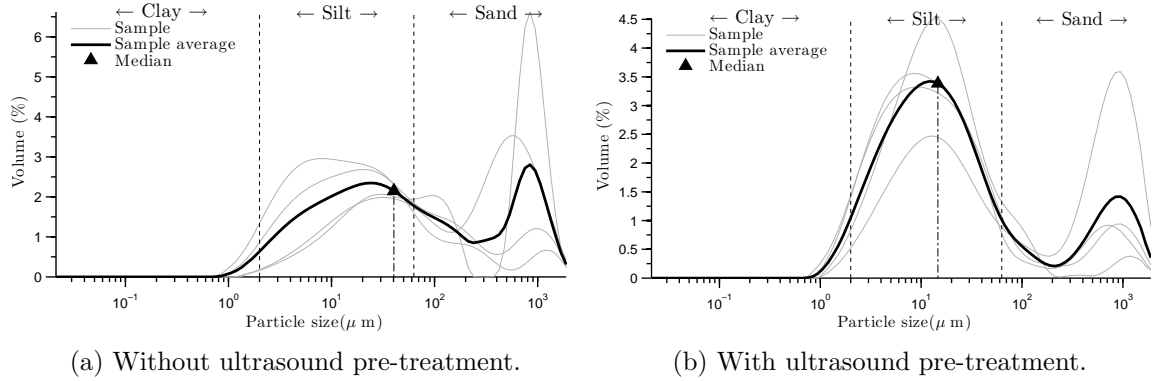 ← Clay → ← Silt → ← Sand →
Sample
Sample average
Median
6
5
4
3
2
1
0
Volume (%)
10⁻¹ 10⁰ 10¹ 10² 10³
Particle size(μ m)
(a) Without ultrasound pre-treatment.
← Clay → ← Silt → ← Sand →
Sample
Sample average
Median
4.5
4
3.5
3
2.5
2
1.5
1
0.5
0
Volume (%)
10⁻¹ 10⁰ 10¹ 10² 10³
Particle size(μ m)
(b) With ultrasound pre-treatment.